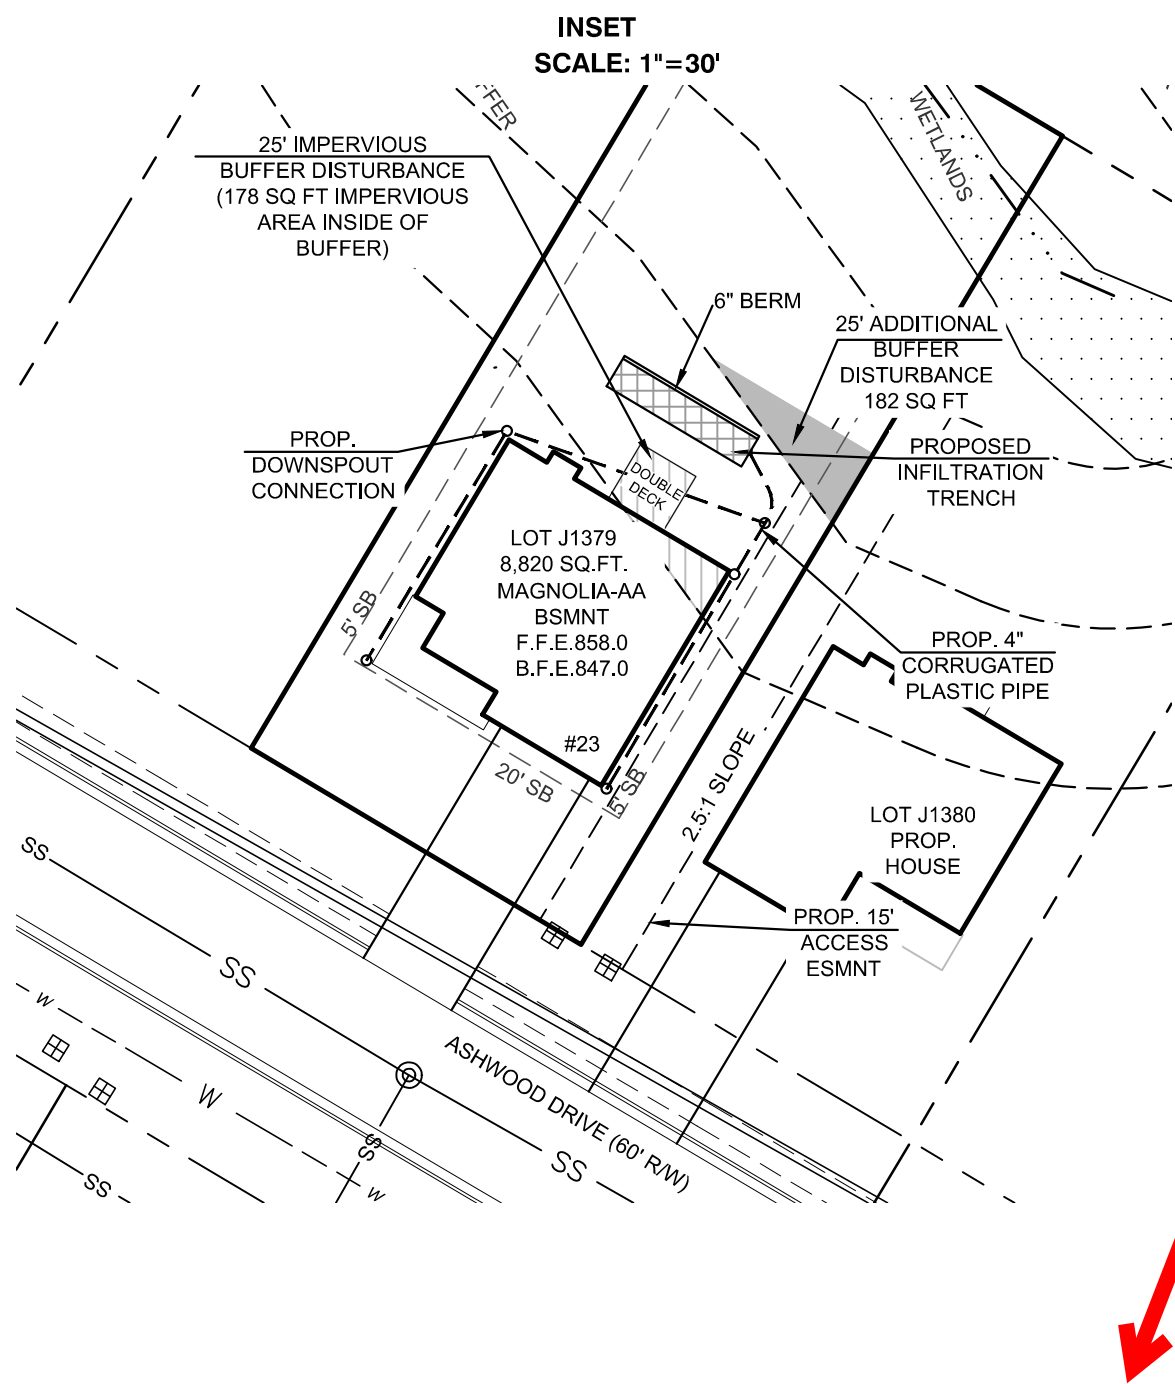 INSET
SCALE: 1"=30'
FFER
WETLANDS
25' IMPERVIOUS
BUFFER DISTURBANCE
(178 SQ FT IMPERVIOUS
AREA INSIDE OF
BUFFER)
6" BERM
25' ADDITIONAL
BUFFER
DISTURBANCE
182 SQ FT
PROP.
DOWNSPOUT
CONNECTION
PROPOSED
INFILTRATION
TRENCH
DOUBLE
DECK
LOT J1379
8,820 SQ.FT.
MAGNOLIA-AA
BSMNT
F.F.E.858.0
B.F.E.847.0
#23
5' SB
20' SB
5' SB
PROP. 4"
CORRUGATED
PLASTIC PIPE
2.5:1 SLOPE
LOT J1380
PROP.
HOUSE
PROP. 15'
ACCESS
ESMNT
SS
SS
W
W
ASHWOOD DRIVE (60' R/W)
SS
SS
SS
W